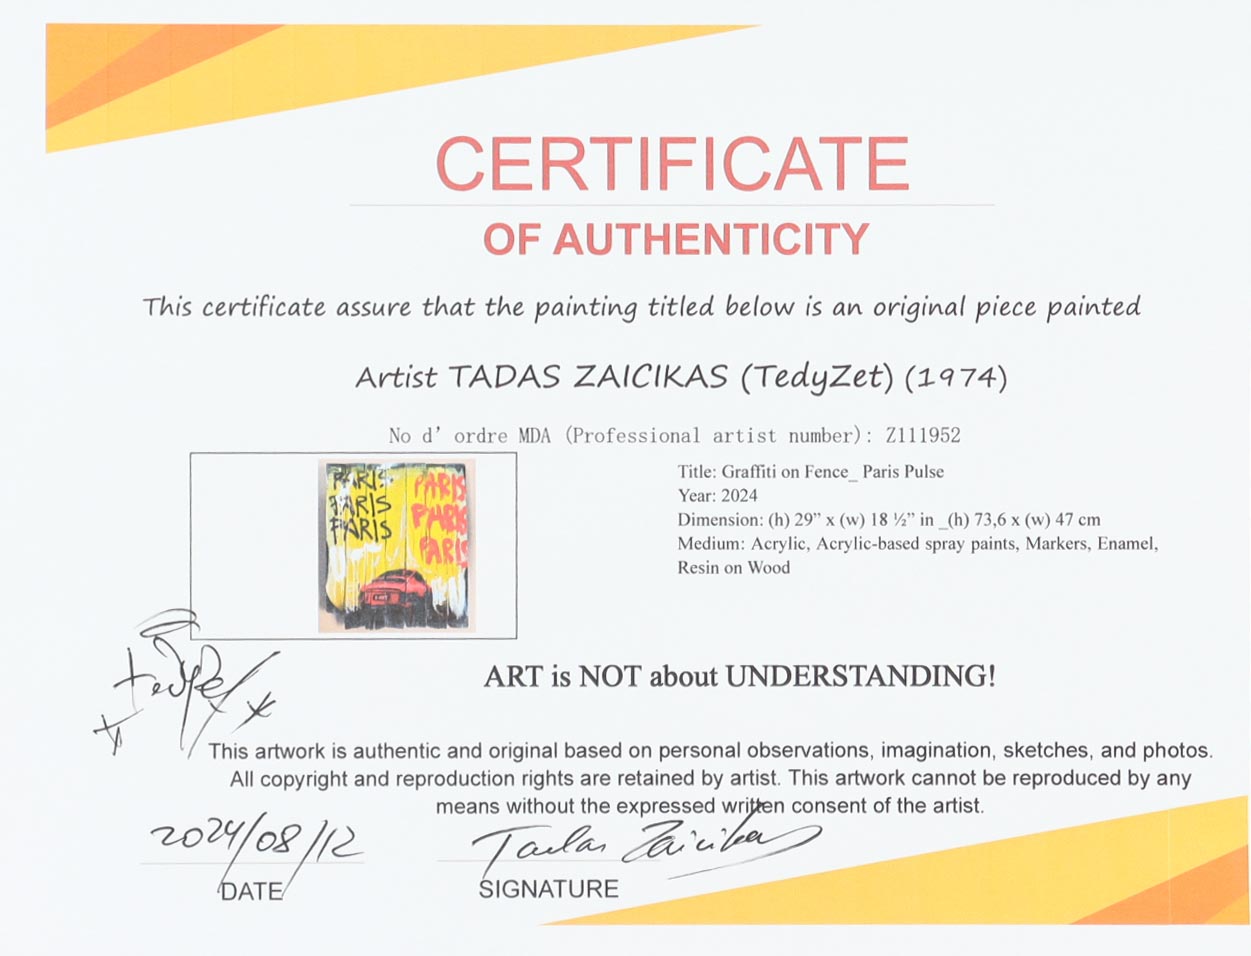 CERTIFICATE
OF AUTHENTICITY
This certificate assure that the painting titled below is an original piece painted
Artist TADAS ZAICIKAS (TedyZet) (1974)
No d' ordre MDA (Professional artist number): Z111952
PARIS PARIS
PARIS PARIS
PARIS PARIS
Title: Graffiti on Fence_ Paris Pulse
Year: 2024
Dimension: (h) 29” x (w) 18 ½” in _(h) 73,6 x (w) 47 cm
Medium: Acrylic, Acrylic-based spray paints, Markers, Enamel,
Resin on Wood
ART is NOT about UNDERSTANDING!
This artwork is authentic and original based on personal observations, imagination, sketches, and photos.
All copyright and reproduction rights are retained by artist. This artwork cannot be reproduced by any
means without the expressed written consent of the artist.
2024/08/12 Tadas Zaicikas
DATE SIGNATURE